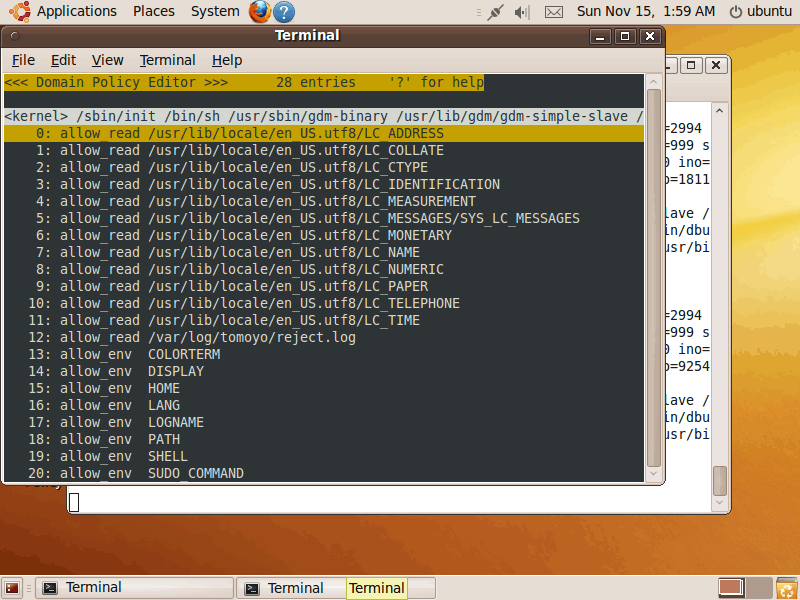 Applications Places System Sun Nov 15, 1:59 AM ubuntu
Terminal
File Edit View Terminal Help
<<< Domain Policy Editor >>> 28 entries '?' for help
<kernel> /sbin/init /bin/sh /usr/sbin/gdm-binary /usr/lib/gdm/gdm-simple-slave /
0: allow_read /usr/lib/locale/en_US.utf8/LC_ADDRESS
1: allow_read /usr/lib/locale/en_US.utf8/LC_COLLATE
2: allow_read /usr/lib/locale/en_US.utf8/LC_CTYPE
3: allow_read /usr/lib/locale/en_US.utf8/LC_IDENTIFICATION
4: allow_read /usr/lib/locale/en_US.utf8/LC_MEASUREMENT
5: allow_read /usr/lib/locale/en_US.utf8/LC_MESSAGES/SYS_LC_MESSAGES
6: allow_read /usr/lib/locale/en_US.utf8/LC_MONETARY
7: allow_read /usr/lib/locale/en_US.utf8/LC_NAME
8: allow_read /usr/lib/locale/en_US.utf8/LC_NUMERIC
9: allow_read /usr/lib/locale/en_US.utf8/LC_PAPER
10: allow_read /usr/lib/locale/en_US.utf8/LC_TELEPHONE
11: allow_read /usr/lib/locale/en_US.utf8/LC_TIME
12: allow_read /var/log/tomoyo/reject.log
13: allow_env COLORTERM
14: allow_env DISPLAY
15: allow_env HOME
16: allow_env LANG
17: allow_env LOGNAME
18: allow_env PATH
19: allow_env SHELL
20: allow_env SUDO_COMMAND
=2994
=999 s
0 ino=
o=1811
lave /
in/dbu
usr/bi
=2994
=999 s
0 ino=
o=9254
lave /
in/dbu
usr/bi
Terminal Terminal Terminal